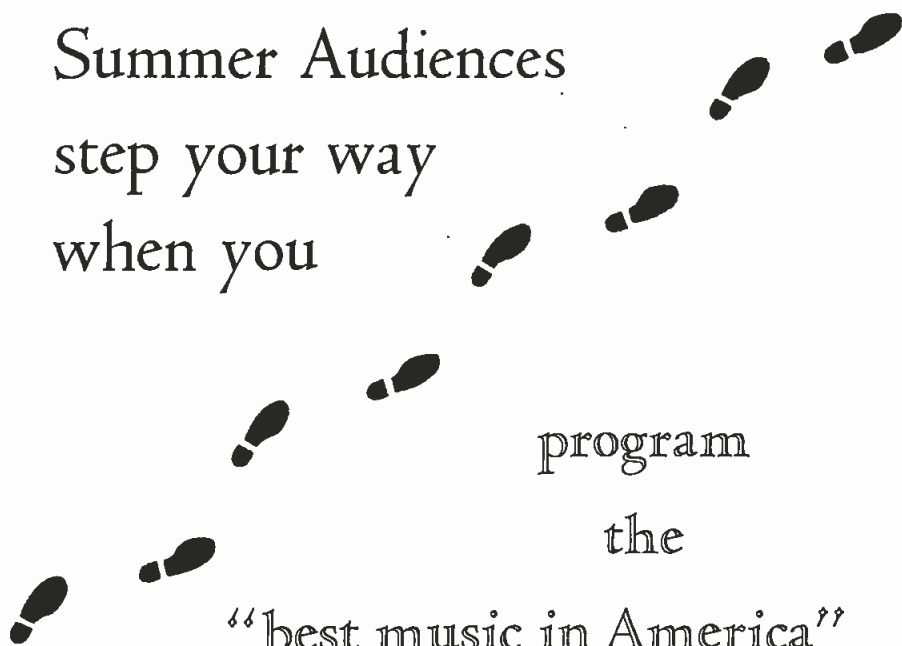 Summer Audiences
step your way
when you
program
the
“best music in America”